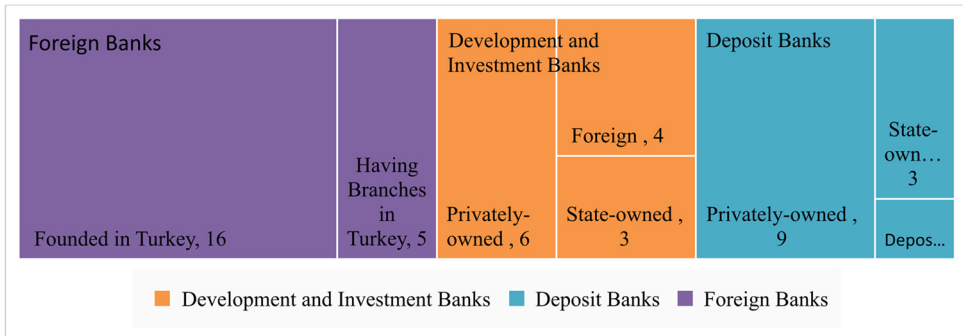 Foreign Banks
Founded in Turkey, 16
Having
Branches
in
Turkey, 5
Development and
Investment Banks
Privately-
owned , 6
Foreign , 4
State-owned ,
3
Deposit Banks
Privately-owned ,
9
State-
own…
3
Depos…
Development and Investment Banks
Deposit Banks
Foreign Banks